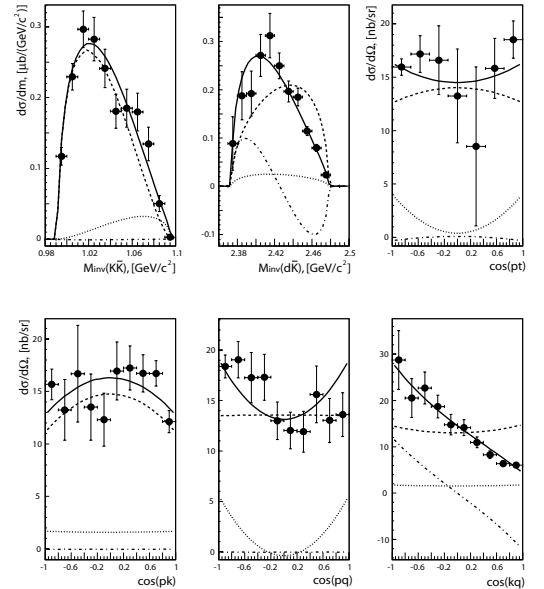 dσ/dm, [μb/(GeV/c²]
0.3
0.2
0.1
0
0.98 1.02 1.06 1.1
M_inv(KK̄), [GeV/c²]
0.3
0.2
0.1
0
-0.1
2.38 2.42 2.46 2.5
M_inv(dK̄), [GeV/c²]
dσ/dΩ, [nb/sr]
20
15
10
5
0
-1 -0.6 -0.2 0.2 0.6 1
cos(pt)
dσ/dΩ, [nb/sr]
20
15
10
5
0
-1 -0.6 -0.2 0.2 0.6 1
cos(pk)
20
15
10
5
0
-1 -0.6 -0.2 0.2 0.6 1
cos(pq)
30
20
10
0
-10
-1 -0.6 -0.2 0.2 0.6 1
cos(kq)